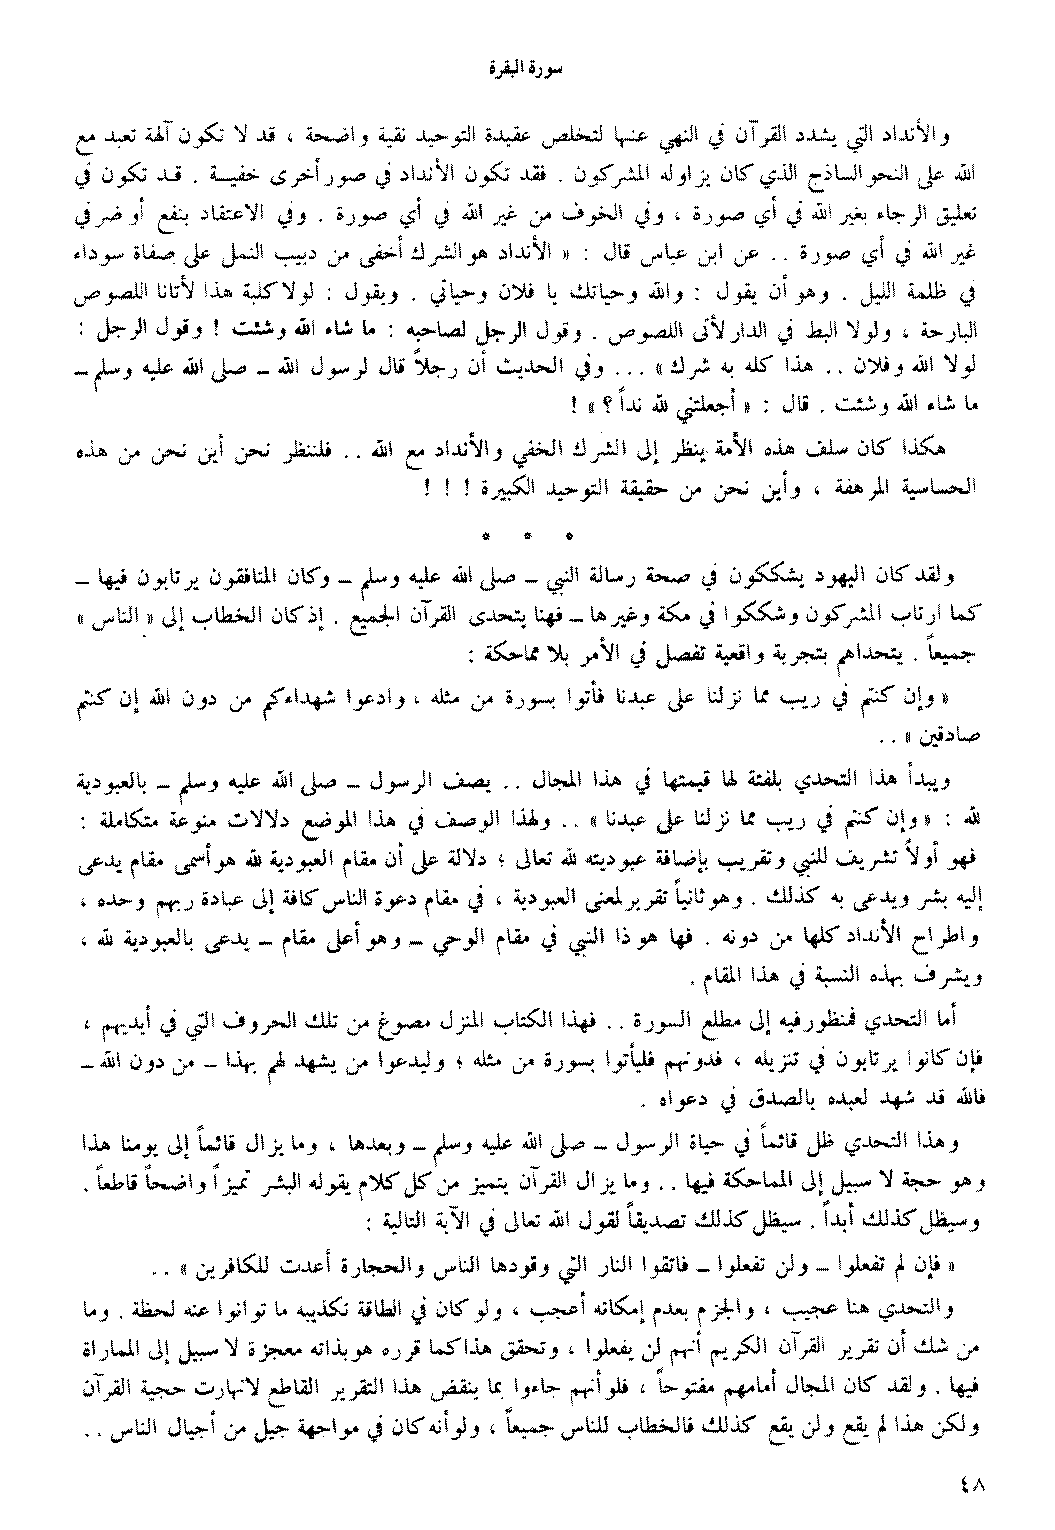 سورة البقرة
والأنداد التي يشدد القرآن في النهي عنها لتخلص عقيدة التوحيد نقية واضحة ، قد لا تكون آلهة تعبد مع
الله على النحو الساذج الذي كان يزاوله المشركون . فقد تكون الأنداد في صور أخرى خفيـة . قـد تكون في
تعليق الرجاء بغير الله في أي صورة ، وفي الخوف من غير الله في أي صورة . وفي الاعتقاد بنفع أو ضر في
غير الله في أي صورة .. عن ابن عباس قال : « الأنداد هو الشرك أخفى من دبيب النمل على صفاة سوداء
في ظلمة الليل . وهو أن يقول : والله وحياتك يا فلان وحياتي . ويقول : لولا كلبة هذا لأتانا اللصوص
البارحة ، ولولا البط في الدار لأتى اللصوص . وقول الرجل لصاحبه : ما شاء الله وشئت ! وقول الرجل :
لولا الله وفلان .. هذا كله به شرك » ... وفي الحديث أن رجلاً قال لرسول الله – صلى الله عليه وسلم –
ما شاء الله وشئت . قال : « أجعلتني لله نداً ؟ » !
هكذا كان سلف هذه الأمة ينظر إلى الشرك الخفي والأنداد مع الله .. فلننظر نحن أين نحن من هذه
الحساسية المرهفة ، وأين نحن من حقيقة التوحيد الكبيرة ! ! !
* * *
ولقد كان اليهود يشككون في صحة رسالة النبي – صلى الله عليه وسلم – وكان المنافقون يرتابون فيها –
كما ارتاب المشركون وشككوا في مكة وغيرها – فهنا يتحدى القرآن الجميع . إذ كان الخطاب إلى « الناس »
جميعاً . يتحداهم بتجربة واقعية تفصل في الأمر بلا مماحكة :
« وإن كنتم في ريب مما نزلنا على عبدنا فأتوا بسورة من مثله ، وادعوا شهداءكم من دون الله إن كنتم
صادقين » ..
ويبدأ هذا التحدي بلفتة لها قيمتها في هذا المجال .. يصف الرسول – صلى الله عليه وسلم – بالعبودية
لله : « وإن كنتم في ريب مما نزلنا على عبدنا » .. ولهذا الوصف في هذا الموضع دلالات منوعة متكاملة :
فهو أولاً تشريف للنبي وتقريب بإضافة عبوديته لله تعالى ؛ دلالة على أن مقام العبودية لله هو أسمى مقام يدعى
إليه بشر ويدعى به كذلك . وهو ثانياً تقرير لمعنى العبودية ، في مقام دعوة الناس كافة إلى عبادة ربهم وحده ،
واطراح الأنداد كلها من دونه . فها هو ذا النبي في مقام الوحي – وهو أعلى مقام – يدعى بالعبودية لله ،
ويشرف بهذه النسبة في هذا المقام .
أما التحدي فمنظور فيه إلى مطلع السورة .. فهذا الكتاب المنزل مصوغ من تلك الحروف التي في أيديهم ،
فإن كانوا يرتابون في تنزيله ، فدونهم فليأتوا بسورة من مثله ؛ وليدعوا من يشهد لهم بهذا – من دون الله –
فالله قد شهد لعبده بالصدق في دعواه .
وهذا التحدي ظل قائماً في حياة الرسول – صلى الله عليه وسلم – وبعدها ، وما يزال قائماً إلى يومنا هذا
وهو حجة لا سبيل إلى المماحكة فيها .. وما يزال القرآن يتميز من كل كلام يقوله البشر تميزاً واضحاً قاطعاً .
وسيظل كذلك أبداً . سيظل كذلك تصديقاً لقول الله تعالى في الآية التالية :
« فإن لم تفعلوا – ولن تفعلوا – فاتقوا النار التي وقودها الناس والحجارة أعدت للكافرين » ..
والتحدي هنا عجيب ، والجزم بعدم إمكانه أعجب ، ولو كان في الطاقة تكذيبه ما توانوا عنه لحظة . وما
من شك أن تقرير القرآن الكريم أنهم لن يفعلوا ، وتحقق هذا كما قرره هو بذاته معجزة لا سبيل إلى المماراة
فيها . ولقد كان المجال أمامهم مفتوحاً ، فلو أنهم جاءوا بما ينقض هذا التقرير القاطع لانهارت حجية القرآن
ولكن هذا لم يقع ولن يقع كذلك فالخطاب للناس جميعاً ، ولو أنه كان في مواجهة جيل من أجيال الناس ..
٤٨